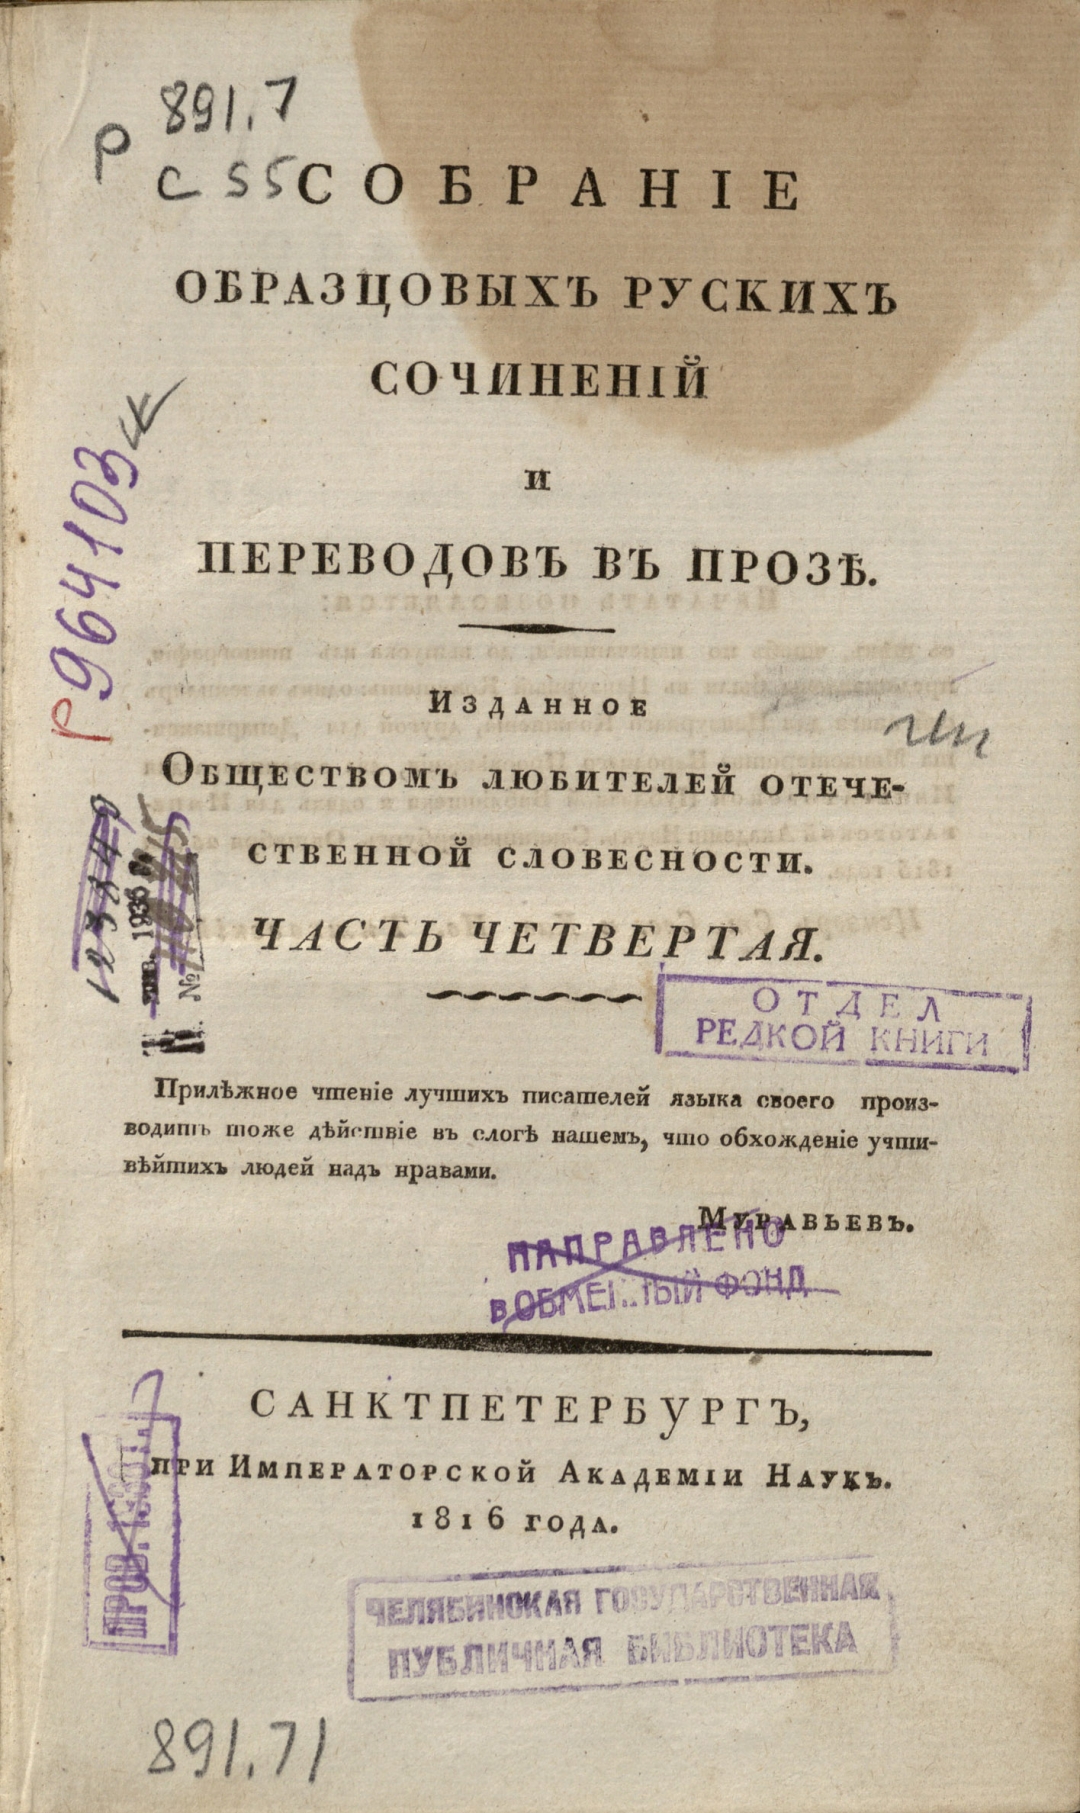 891.7
Р
С 55
СОБРАНІЕ
ОБРАЗЦОВЫХЪ РУСКИХЪ
СОЧИНЕНІЙ
И
ПЕРЕВОДОВЪ ВЪ ПРОЗѢ.
Р964103
Изданное
Обществомъ любителей отече-
ственной словесности.
ЧАСТЬ ЧЕТВЕРТАЯ.
ОТДЕЛ
РЕДКОЙ КНИГИ
Прилѣжное чтеніе лучшихъ писателей языка своего произ-
водитъ тоже дѣйствіе въ слогѣ нашемъ, что обхожденіе учти-
вѣйшихъ людей надъ нравами.
Муравьевъ.
НАПРАВЛЕНО
в ОБМЕННЫЙ ФОНД
САНКТПЕТЕРБУРГЪ,
при Императорской Академіи Наукъ.
1816 года.
ЧЕЛЯБИНСКАЯ ГОСУДАРСТВЕННАЯ
ПУБЛИЧНАЯ БИБЛИОТЕКА
891.71